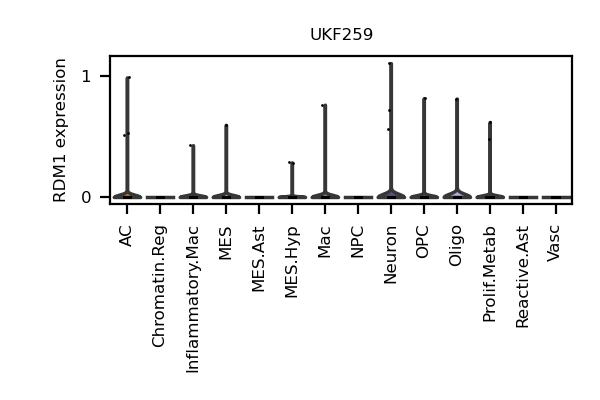 UKF259
RDM1 expression
1
0
AC
Chromatin.Reg
Inflammatory.Mac
MES
MES.Ast
MES.Hyp
Mac
NPC
Neuron
OPC
Oligo
Prolif.Metab
Reactive.Ast
Vasc